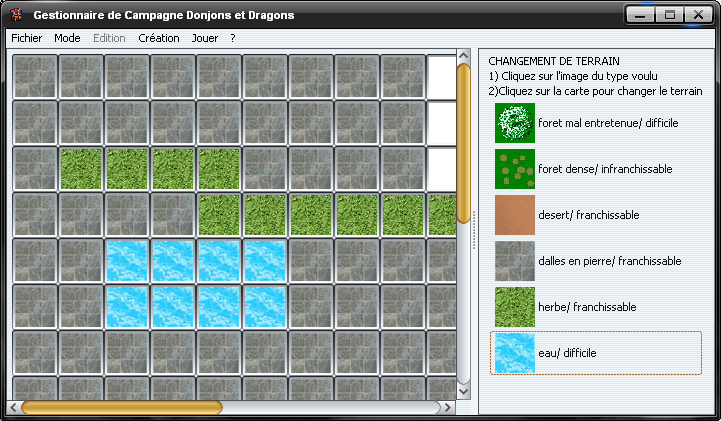 Gestionnaire de Campagne Donjons et Dragons
Fichier Mode Edition Création Jouer ?
CHANGEMENT DE TERRAIN
1) Cliquez sur l'image du type voulu
2)Cliquez sur la carte pour changer le terrain
foret mal entretenue/ difficile
foret dense/ infranchissable
desert/ franchissable
dalles en pierre/ franchissable
herbe/ franchissable
eau/ difficile